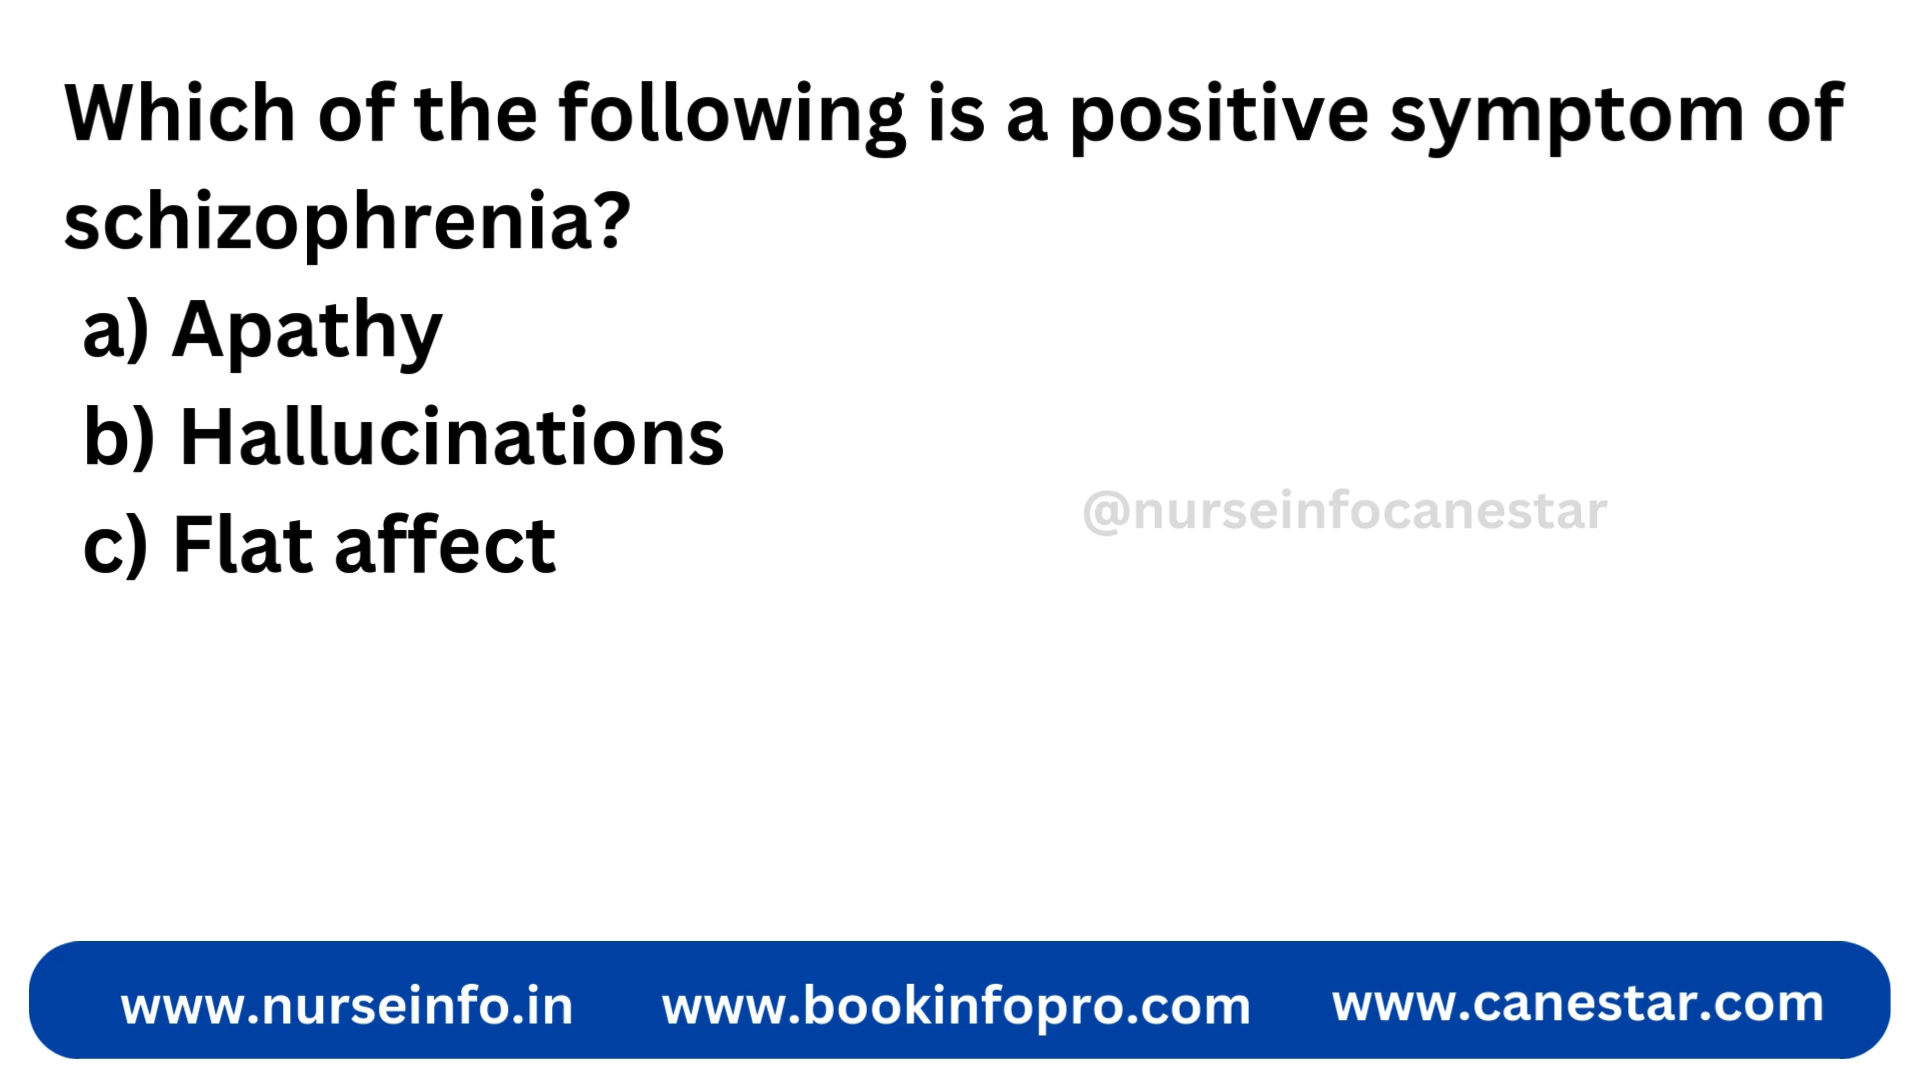 Which of the following is a positive symptom of
schizophrenia?
a) Apathy
b) Hallucinations
c) Flat affect
@nurseinfocanestar
www.nurseinfo.in www.bookinfopro.com www.canestar.com